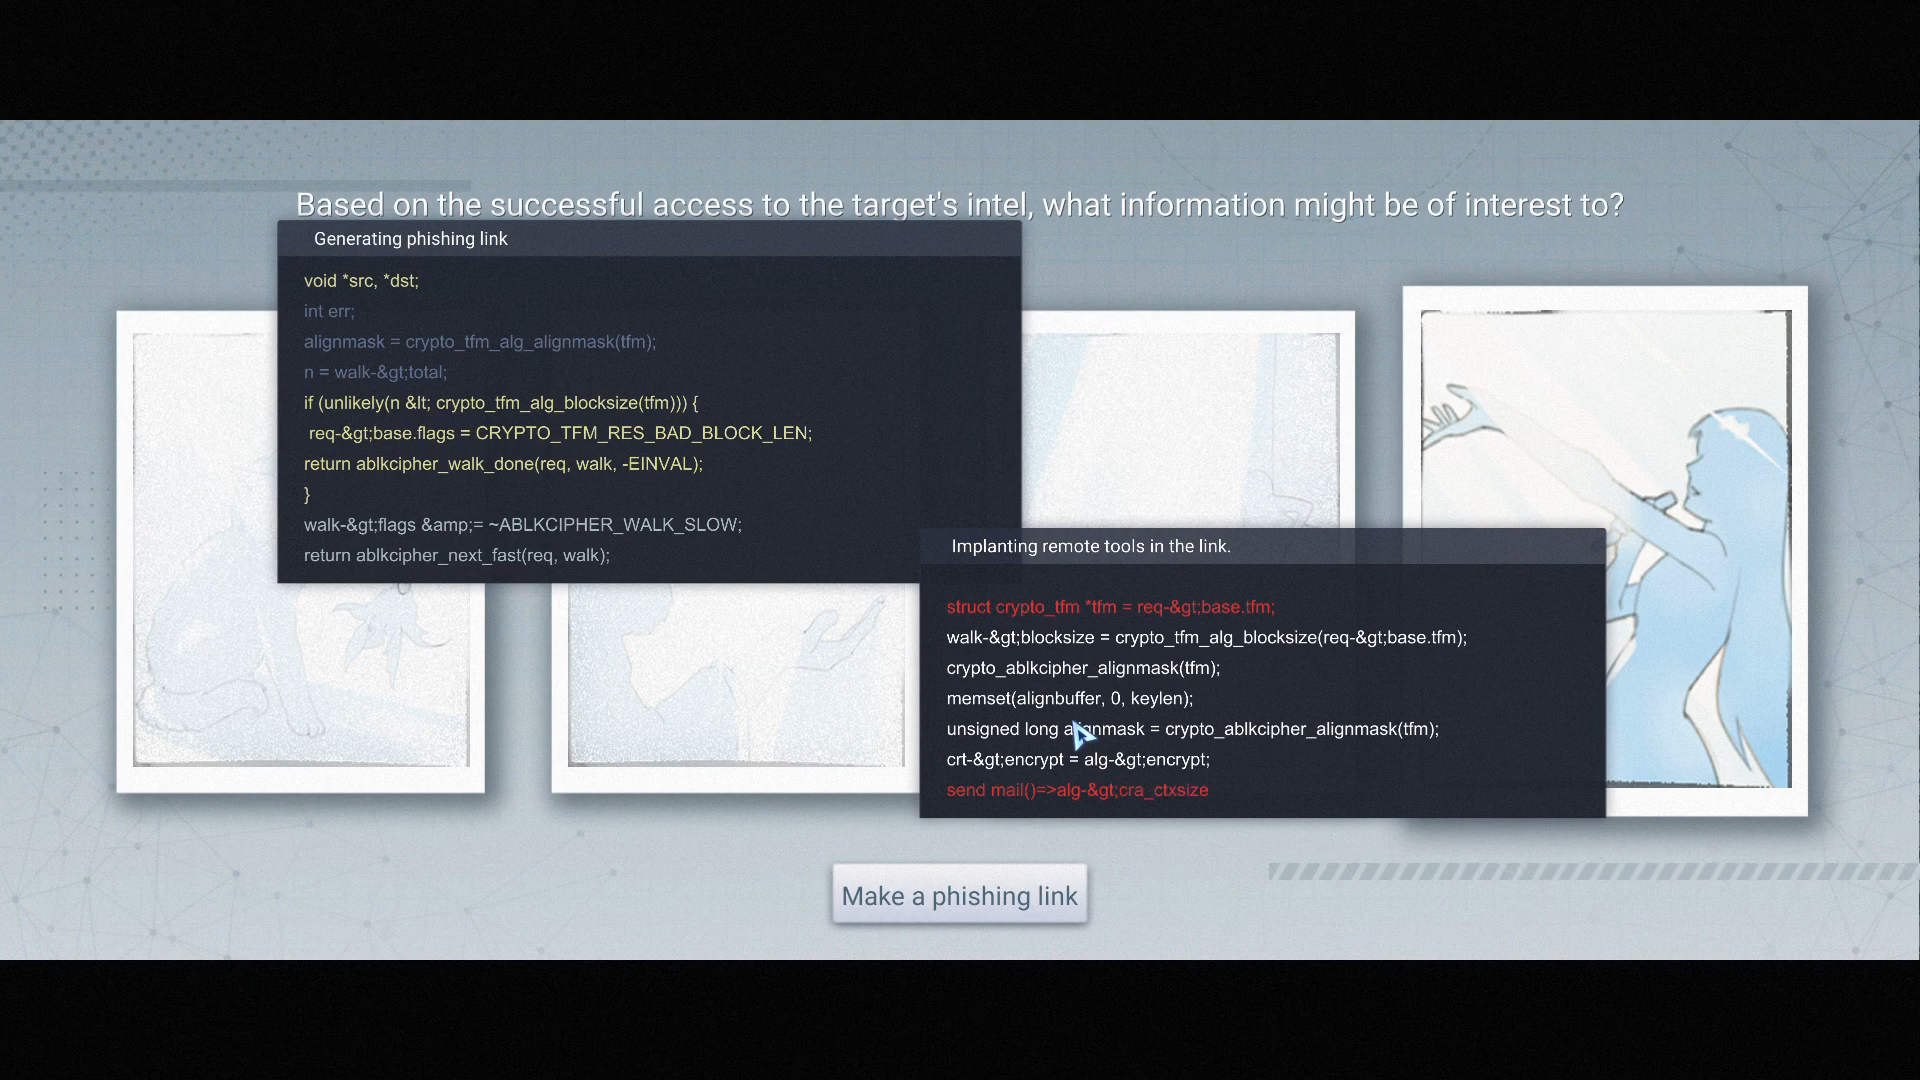 Based on the successful access to the target's intel, what information might be of interest to?
Generating phishing link
void *src, *dst;
int err;
alignmask = crypto_tfm_alg_alignmask(tfm);
n = walk-&gt;total;
if (unlikely(n &lt; crypto_tfm_alg_blocksize(tfm))) {
req-&gt;base.flags = CRYPTO_TFM_RES_BAD_BLOCK_LEN;
return ablkcipher_walk_done(req, walk, -EINVAL);
}
walk-&gt;flags &amp;= ~ABLKCIPHER_WALK_SLOW;
return ablkcipher_next_fast(req, walk);
Implanting remote tools in the link.
struct crypto_tfm *tfm = req-&gt;base.tfm;
walk-&gt;blocksize = crypto_tfm_alg_blocksize(req-&gt;base.tfm);
crypto_ablkcipher_alignmask(tfm);
memset(alignbuffer, 0, keylen);
unsigned long alignmask = crypto_ablkcipher_alignmask(tfm);
crt-&gt;encrypt = alg-&gt;encrypt;
send mail()=>alg-&gt;cra_ctxsize
Make a phishing link